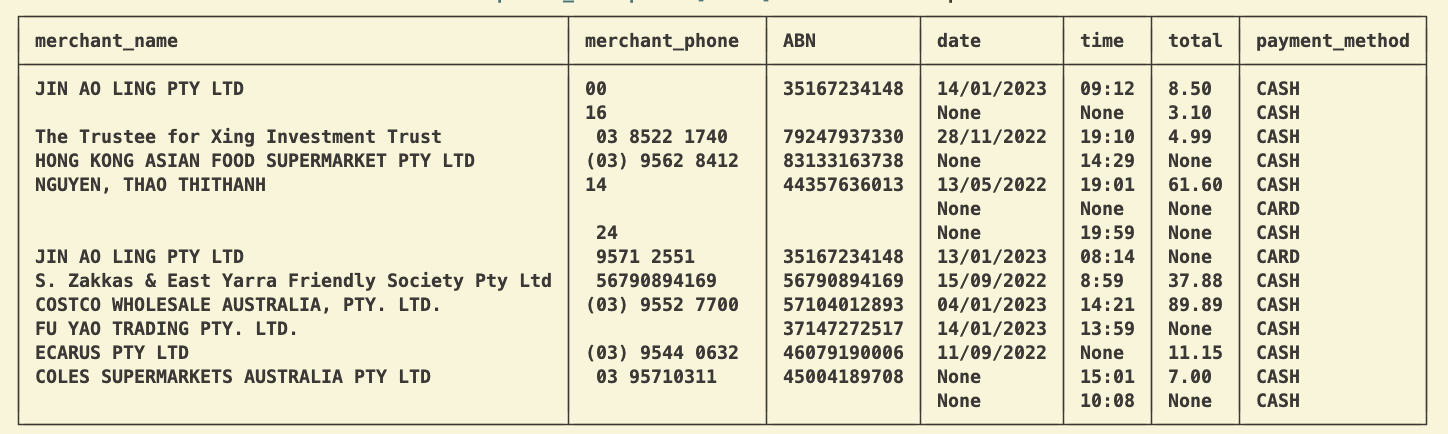 merchant_name merchant_phone ABN date time total payment_method
JIN AO LING PTY LTD 00 35167234148 14/01/2023 09:12 8.50 CASH
16 None None 3.10 CASH
The Trustee for Xing Investment Trust 03 8522 1740 79247937330 28/11/2022 19:10 4.99 CASH
HONG KONG ASIAN FOOD SUPERMARKET PTY LTD (03) 9562 8412 83133163738 None 14:29 None CASH
NGUYEN, THAO THITHANH 14 44357636013 13/05/2022 19:01 61.60 CASH
None None None CARD
24 None 19:59 None CASH
JIN AO LING PTY LTD 9571 2551 35167234148 13/01/2023 08:14 None CARD
S. Zakkas & East Yarra Friendly Society Pty Ltd 56790894169 56790894169 15/09/2022 8:59 37.88 CASH
COSTCO WHOLESALE AUSTRALIA, PTY. LTD. (03) 9552 7700 57104012893 04/01/2023 14:21 89.89 CASH
FU YAO TRADING PTY. LTD. 37147272517 14/01/2023 13:59 None CASH
ECARUS PTY LTD (03) 9544 0632 46079190006 11/09/2022 None 11.15 CASH
COLES SUPERMARKETS AUSTRALIA PTY LTD 03 95710311 45004189708 None 15:01 7.00 CASH
None 10:08 None CASH